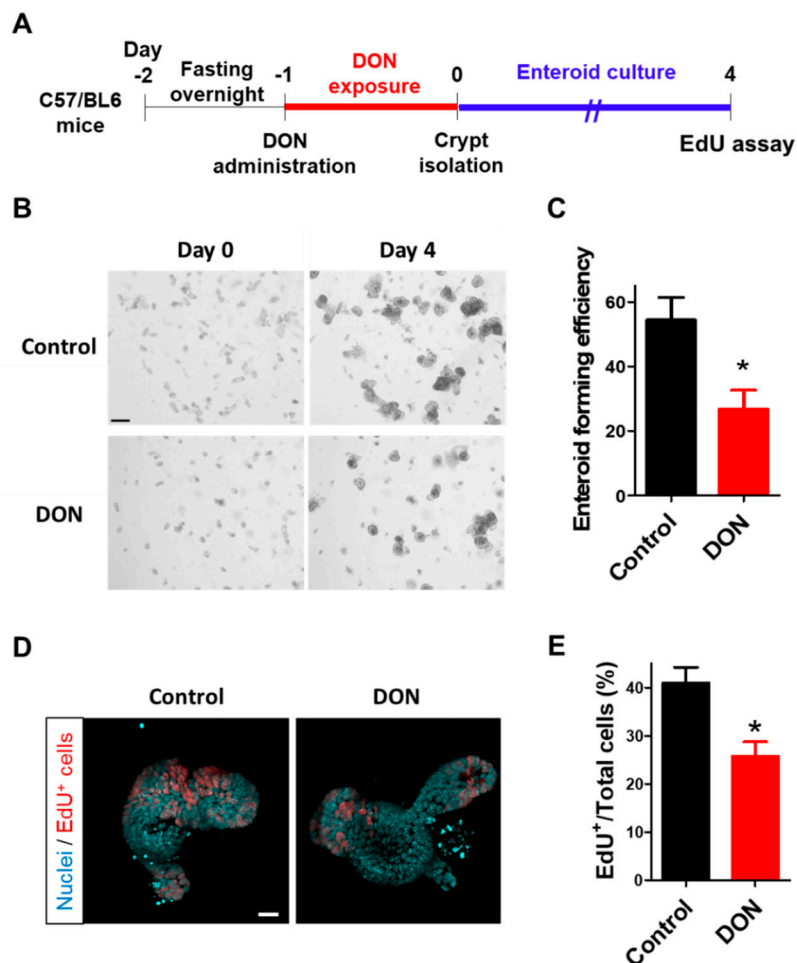 A
Day
-2
Fasting
overnight
-1
DON
exposure
0
Enteroid culture
4
C57/BL6
mice
DON
administration
Crypt
isolation
EdU assay
B
Day 0
Day 4
Control
DON
C
Enteroid forming efficiency
60
40
20
0
*
Control
DON
D
Control
DON
Nuclei / EdU⁺ cells
E
EdU⁺/Total cells (%)
40
30
20
10
0
*
Control
DON